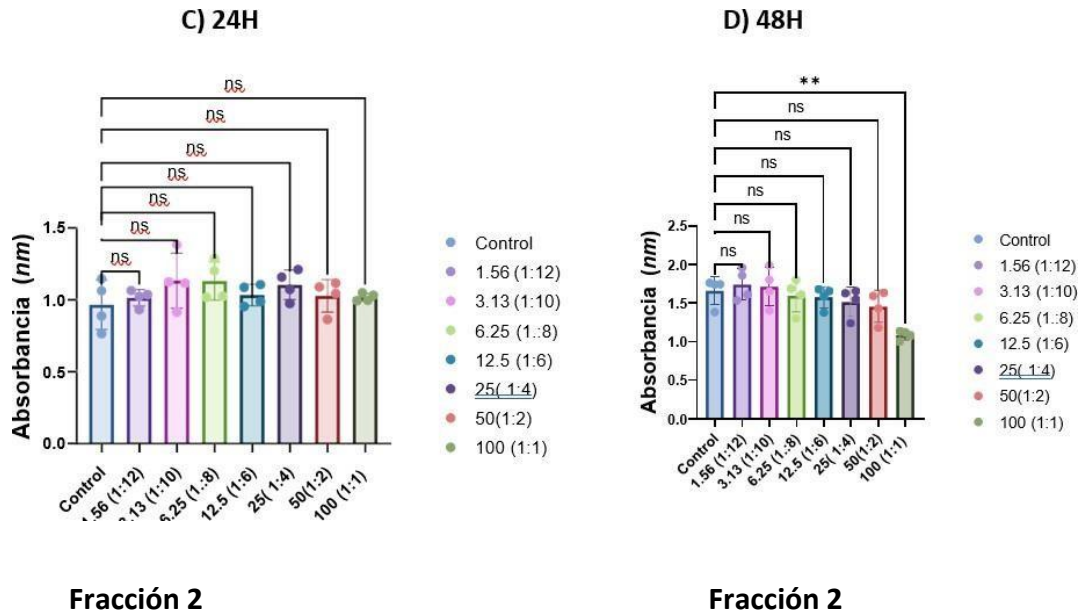 C) 24H
ns
ns
ns
ns
ns
ns
ns
Absorbancia (nm)
1.5
1.0
0.5
0.0
Control
1.56 (1:12)
3.13 (1:10)
6.25 (1.:8)
12.5 (1:6)
25( 1:4)
50(1:2)
100 (1:1)
Control
1.56 (1:12)
3.13 (1:10)
6.25 (1.:8)
12.5 (1:6)
25( 1:4)
50(1:2)
100 (1:1)
Fracción 2
D) 48H
**
ns
ns
ns
ns
ns
ns
Absorbancia (nm)
2.5
2.0
1.5
1.0
0.5
0.0
Control
1.56 (1:12)
3.13 (1:10)
6.25 (1.:8)
12.5 (1:6)
25( 1:4)
50(1:2)
100 (1:1)
Control
1.56 (1:12)
3.13 (1:10)
6.25 (1.:8)
12.5 (1:6)
25( 1:4)
50(1:2)
100 (1:1)
Fracción 2